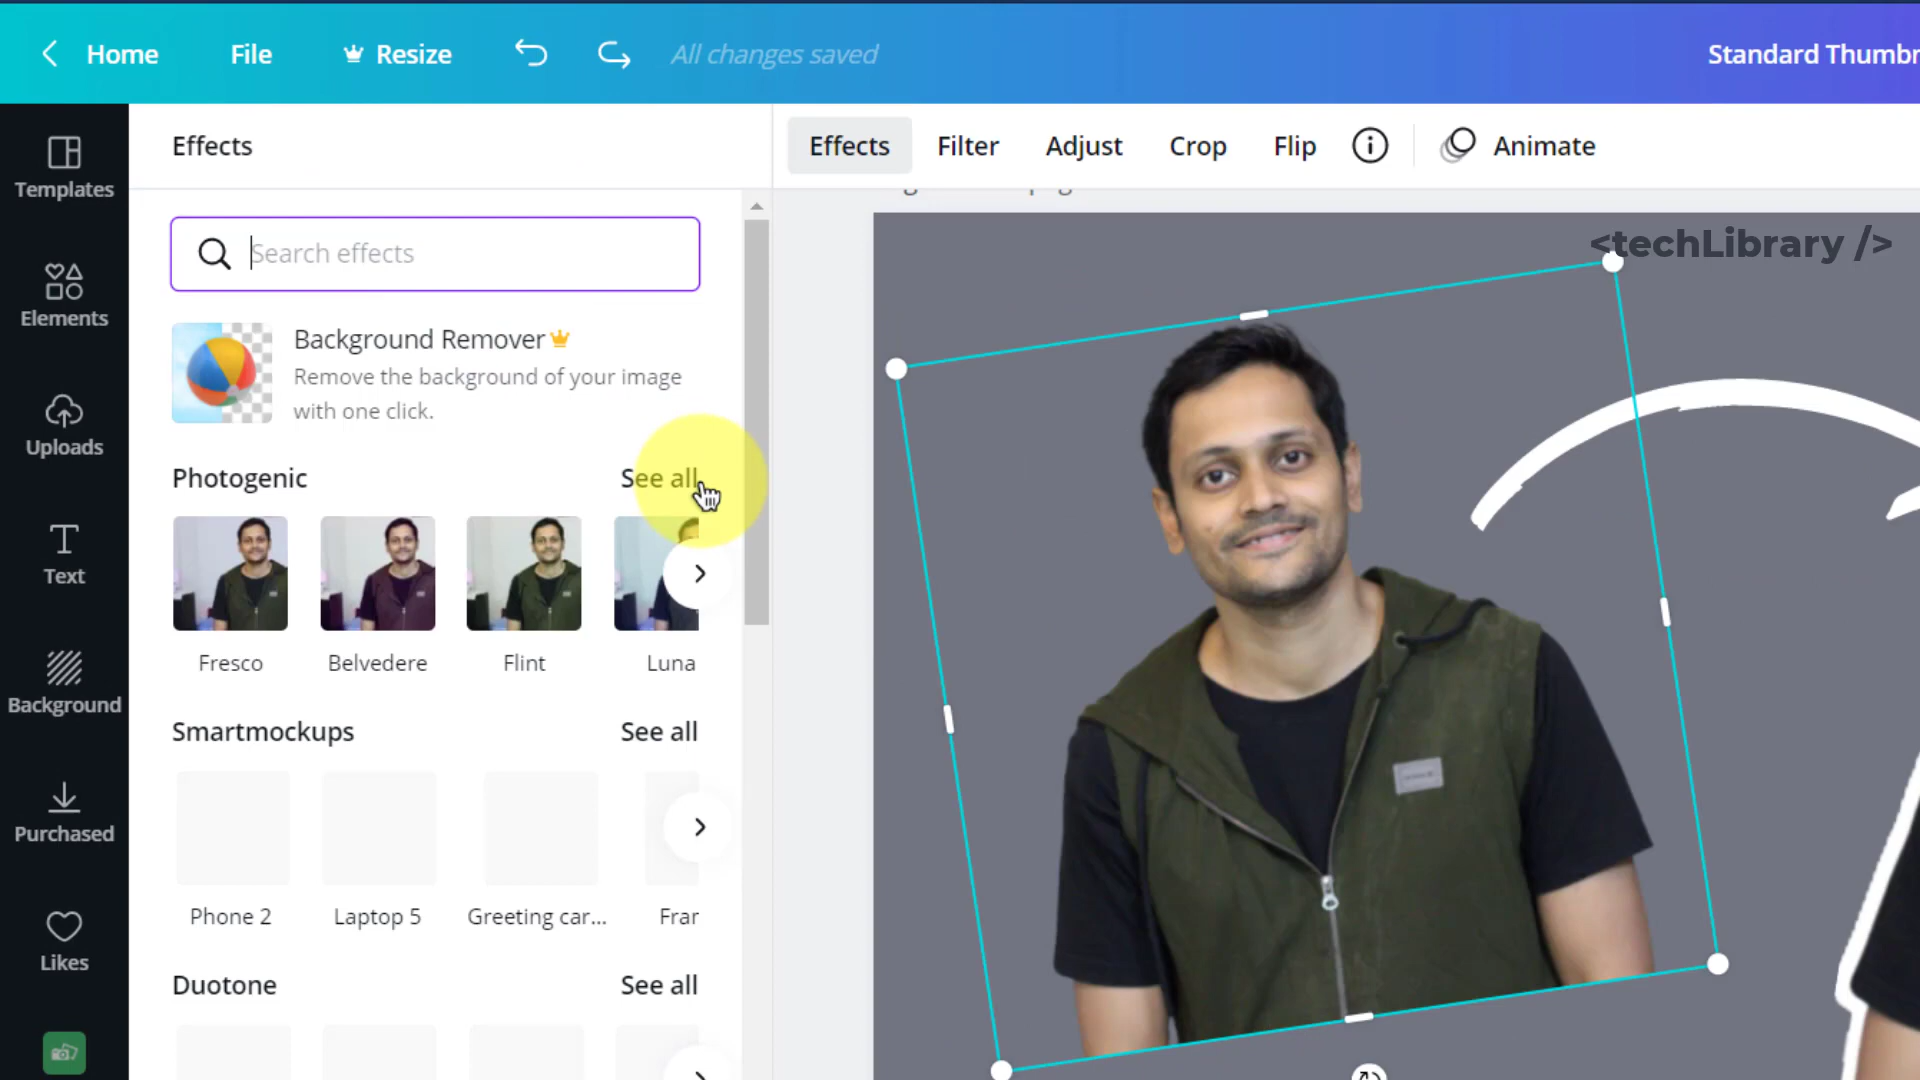 Home
File
Resize
All changes saved
Standard Thumbn
Templates
Elements
Uploads
Text
Background
Purchased
Likes
Effects
Search effects
Background Remover
Remove the background of your image
with one click.
Photogenic
See all
Fresco
Belvedere
Flint
Luna
Smartmockups
See all
Phone 2
Laptop 5
Greeting car...
Fran
Duotone
See all
Effects
Filter
Adjust
Crop
Flip
Animate
<techLibrary />